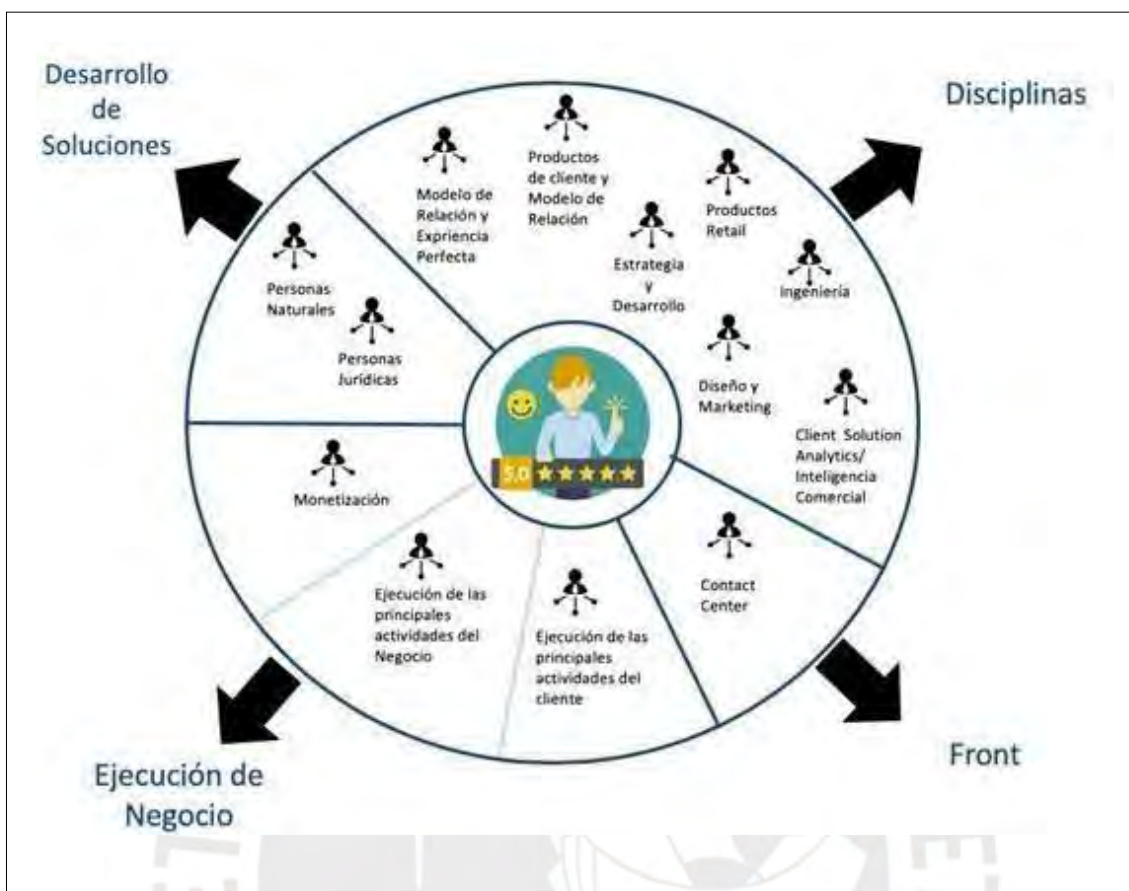 Desarrollo
de
Soluciones
Disciplinas
Modelo de
Relación y
Expriencia
Perfecta
Productos
de cliente y
Modelo de
Relación
Productos
Retail
Estrategia
y
Desarrollo
Ingeniería
Personas
Naturales
Personas
Jurídicas
Diseño y
Marketing
Client Solution
Analytics/
Inteligencia
Comercial
5.0
Monetización
Contact
Center
Ejecución de las
principales
actividades del
Negocio
Ejecución de las
principales
actividades del
cliente
Ejecución de
Negocio
Front